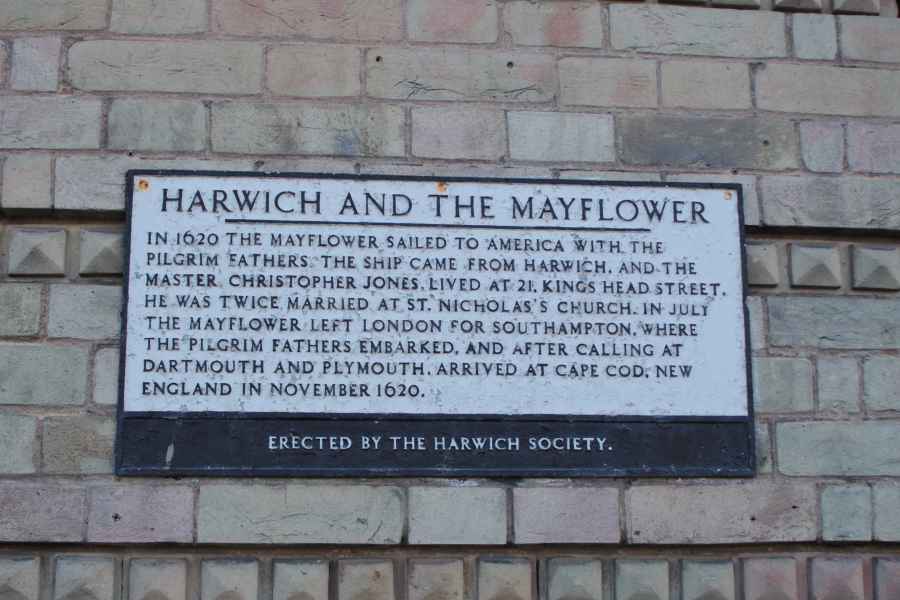 HARWICH AND THE MAYFLOWER
IN 1620 THE MAYFLOWER SAILED TO AMERICA WITH THE
PILGRIM FATHERS. THE SHIP CAME FROM HARWICH, AND THE
MASTER, CHRISTOPHER JONES, LIVED AT 21, KINGS HEAD STREET.
HE WAS TWICE MARRIED AT ST. NICHOLAS'S CHURCH. IN JULY
THE MAYFLOWER LEFT LONDON FOR SOUTHAMPTON, WHERE
THE PILGRIM FATHERS EMBARKED, AND AFTER CALLING AT
DARTMOUTH AND PLYMOUTH, ARRIVED AT CAPE COD, NEW
ENGLAND IN NOVEMBER 1620.
ERECTED BY THE HARWICH SOCIETY.